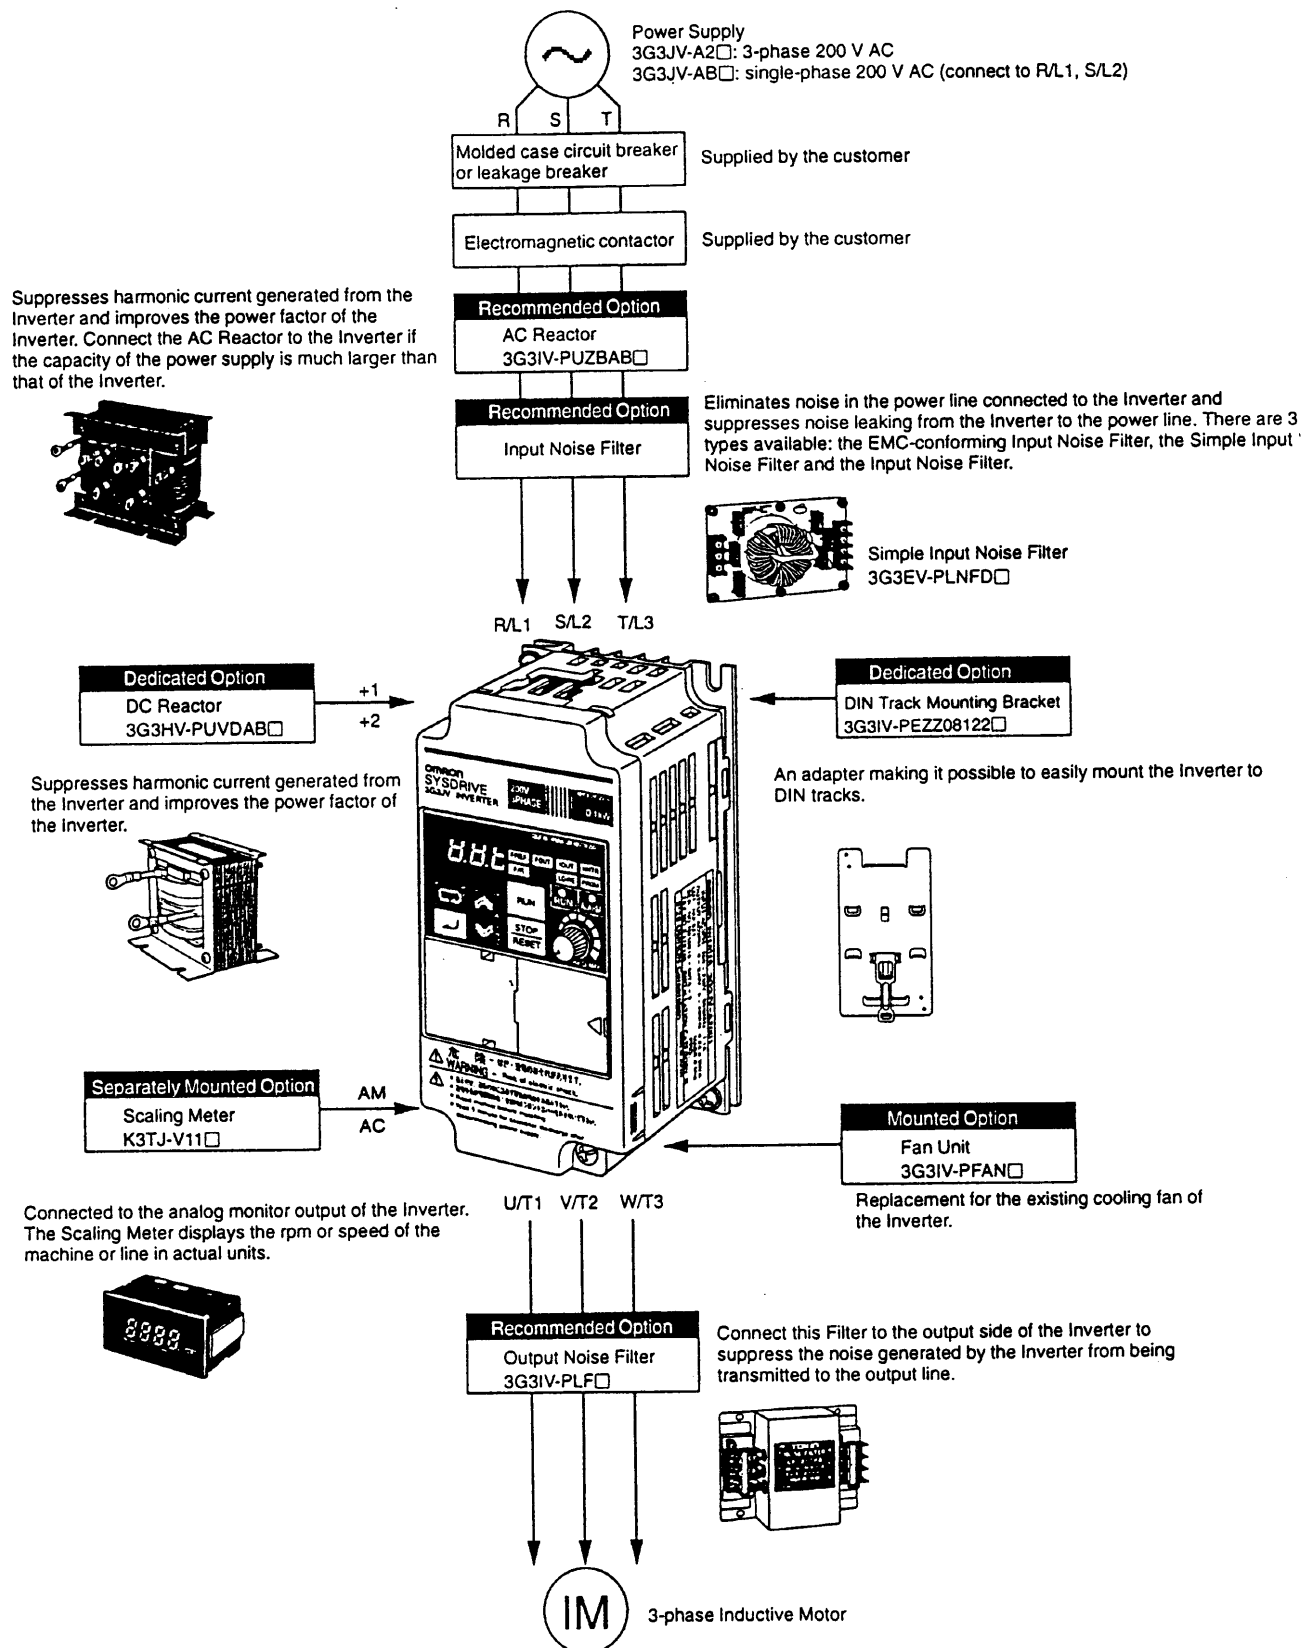 Power Supply
3G3JV-A2□: 3-phase 200 V AC
3G3JV-AB□: single-phase 200 V AC (connect to R/L1, S/L2)
R S T
Molded case circuit breaker
or leakage breaker
Supplied by the customer
Electromagnetic contactor
Supplied by the customer
Suppresses harmonic current generated from the
Inverter and improves the power factor of the
Inverter. Connect the AC Reactor to the Inverter if
the capacity of the power supply is much larger than
that of the Inverter.
Recommended Option
AC Reactor
3G3IV-PUZBAB□
Recommended Option
Input Noise Filter
Eliminates noise in the power line connected to the Inverter and
suppresses noise leaking from the Inverter to the power line. There are 3
types available: the EMC-conforming Input Noise Filter, the Simple Input
Noise Filter and the Input Noise Filter.
Simple Input Noise Filter
3G3EV-PLNFD□
R/L1 S/L2 T/L3
Dedicated Option
DC Reactor
3G3HV-PUVDAB□
+1
+2
Dedicated Option
DIN Track Mounting Bracket
3G3IV-PEZZ08122□
Suppresses harmonic current generated from
the Inverter and improves the power factor of
the Inverter.
An adapter making it possible to easily mount the Inverter to
DIN tracks.
OMRON
SYSDRIVE
3G3JV INVERTER
200V
3PHASE
0.1kW
RUN
STOP
RESET
危 険
WARNING
Risk of electric shock.
Separately Mounted Option
Scaling Meter
K3TJ-V11□
AM
AC
Mounted Option
Fan Unit
3G3IV-PFAN□
Connected to the analog monitor output of the Inverter.
The Scaling Meter displays the rpm or speed of the
machine or line in actual units.
Replacement for the existing cooling fan of
the Inverter.
8888
U/T1 V/T2 W/T3
Recommended Option
Output Noise Filter
3G3IV-PLF□
Connect this Filter to the output side of the Inverter to
suppress the noise generated by the Inverter from being
transmitted to the output line.
IM
3-phase Inductive Motor